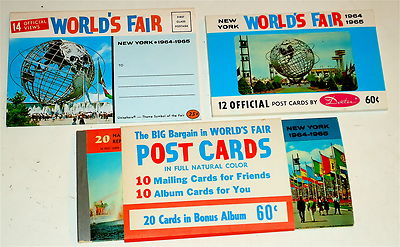 14 OFFICIAL VIEWS
WORLD'S FAIR
NEW YORK • 1964-1965
FIRST CLASS POSTAGE
TO
Unisphere® - Theme Symbol of the Fair
25¢
NEW YORK WORLD'S FAIR 1964 1965
12 OFFICIAL POST CARDS BY Dexter 60¢
20
The BIG Bargain in WORLD'S FAIR
POST CARDS
IN FULL NATURAL COLOR
10 Mailing Cards for Friends
10 Album Cards for You
20 Cards in Bonus Album 60¢
NEW YORK
1964-1965